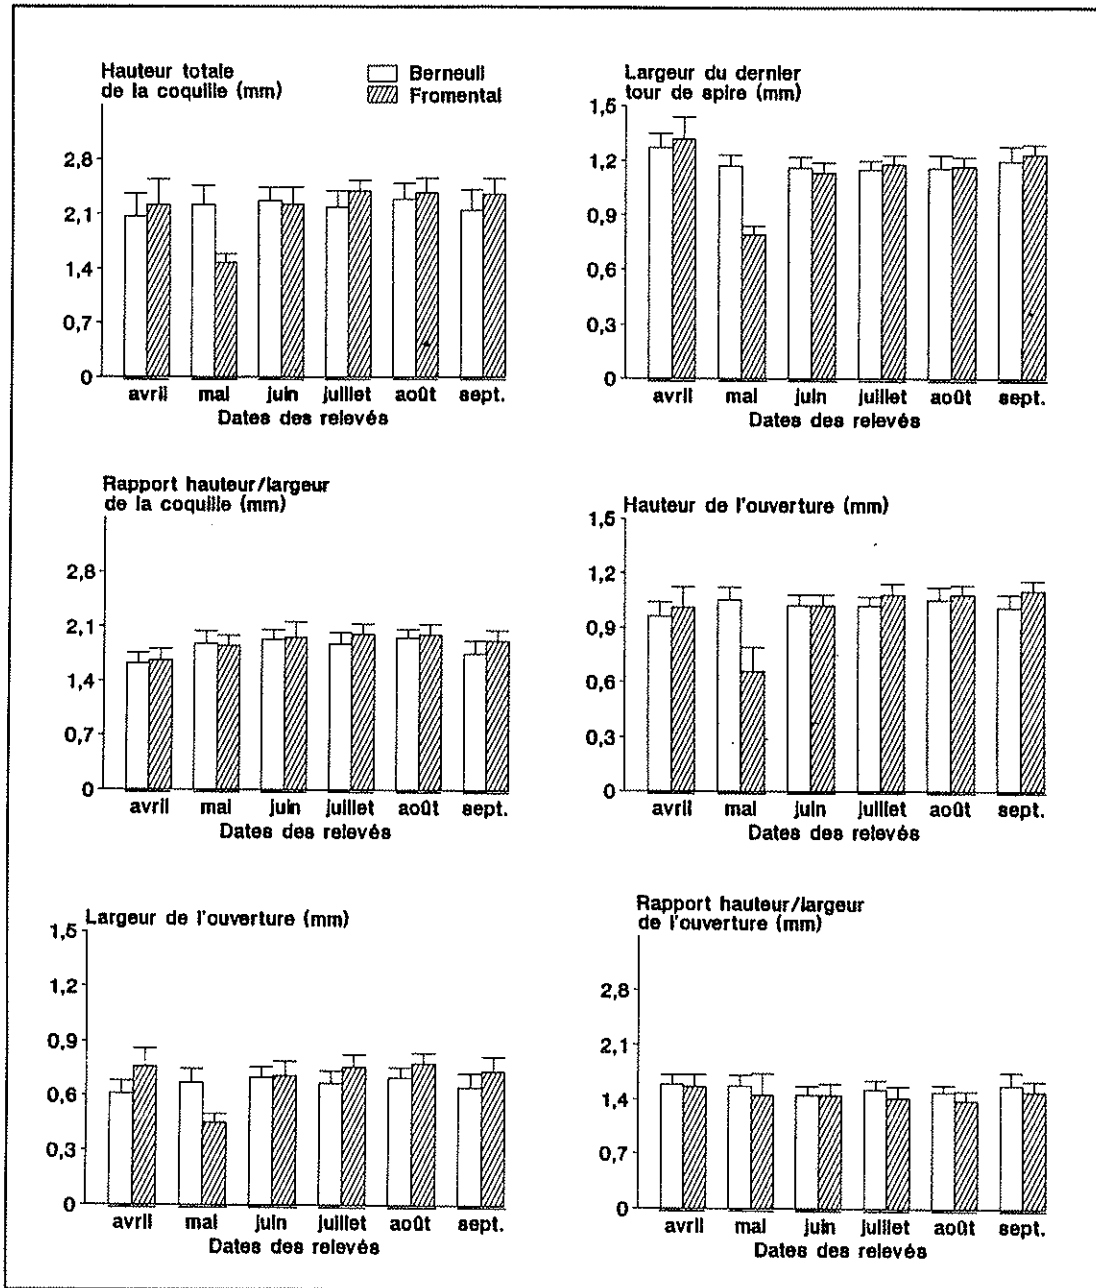 Hauteur totale
de la coquille (mm)
Berneuil
Fromental
2,8
2,1
1,4
0,7
0
avril mai juin juillet août sept.
Dates des relevés
Largeur du dernier
tour de spire (mm)
1,5
1,2
0,9
0,6
0,3
0
avril mai juin juillet août sept.
Dates des relevés
Rapport hauteur/largeur
de la coquille (mm)
2,8
2,1
1,4
0,7
0
avril mai juin juillet août sept.
Dates des relevés
Hauteur de l'ouverture (mm)
1,5
1,2
0,9
0,6
0,3
0
avril mai juin juillet août sept.
Dates des relevés
Largeur de l'ouverture (mm)
1,5
1,2
0,9
0,6
0,3
0
avril mai juin juillet août sept.
Dates des relevés
Rapport hauteur/largeur
de l'ouverture (mm)
2,8
2,1
1,4
0,7
0
avril mai juin juillet août sept.
Dates des relevés